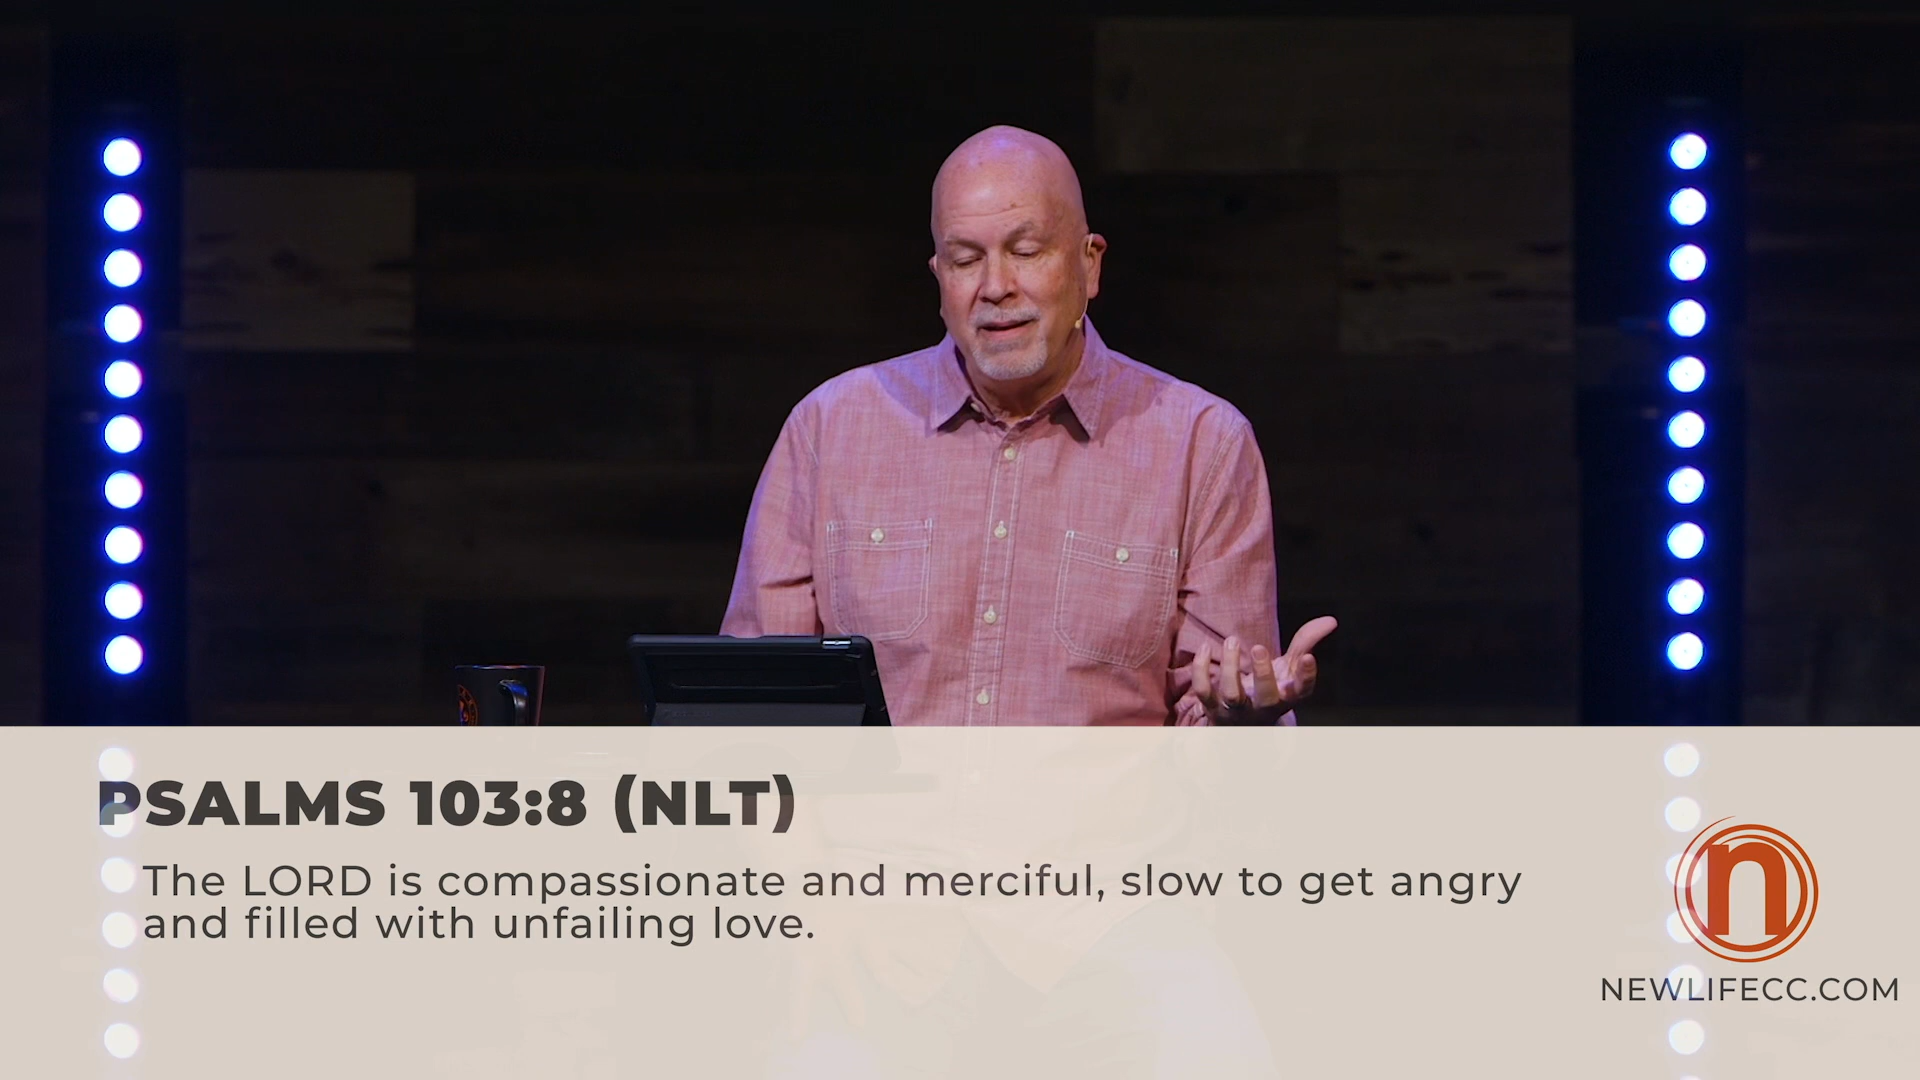 PSALMS 103:8 (NLT)
The LORD is compassionate and merciful, slow to get angry
and filled with unfailing love.
n
NEWLIFECC.COM